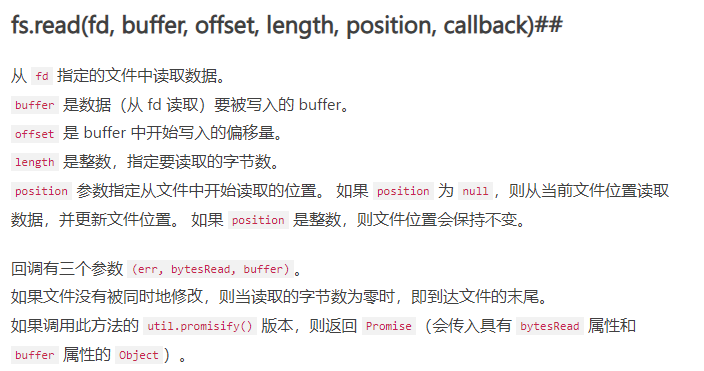 fs.read(fd, buffer, offset, length, position, callback)##
从 fd 指定的文件中读取数据。
buffer 是数据（从 fd 读取）要被写入的 buffer。
offset 是 buffer 中开始写入的偏移量。
length 是整数，指定要读取的字节数。
position 参数指定从文件中开始读取的位置。 如果 position 为 null，则从当前文件位置读取
数据，并更新文件位置。 如果 position 是整数，则文件位置会保持不变。
回调有三个参数 (err, bytesRead, buffer)。
如果文件没有被同时地修改，则当读取的字节数为零时，即到达文件的末尾。
如果调用此方法的 util.promisify() 版本，则返回 Promise（会传入具有 bytesRead 属性和
buffer 属性的 Object）。